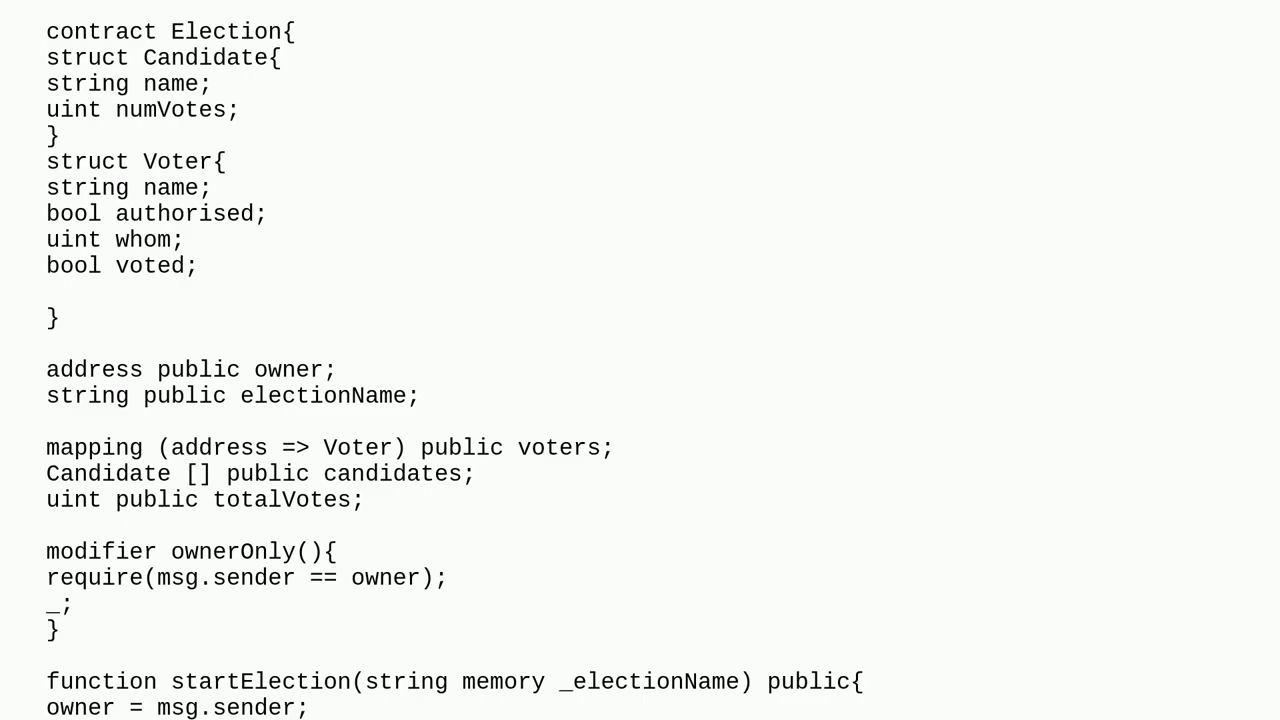 contract Election{
struct Candidate{
string name;
uint numVotes;
}
struct Voter{
string name;
bool authorised;
uint whom;
bool voted;
}
address public owner;
string public electionName;
mapping (address => Voter) public voters;
Candidate [] public candidates;
uint public totalVotes;
modifier ownerOnly(){
require(msg.sender == owner);
_;
}
function startElection(string memory _electionName) public{
owner = msg.sender;